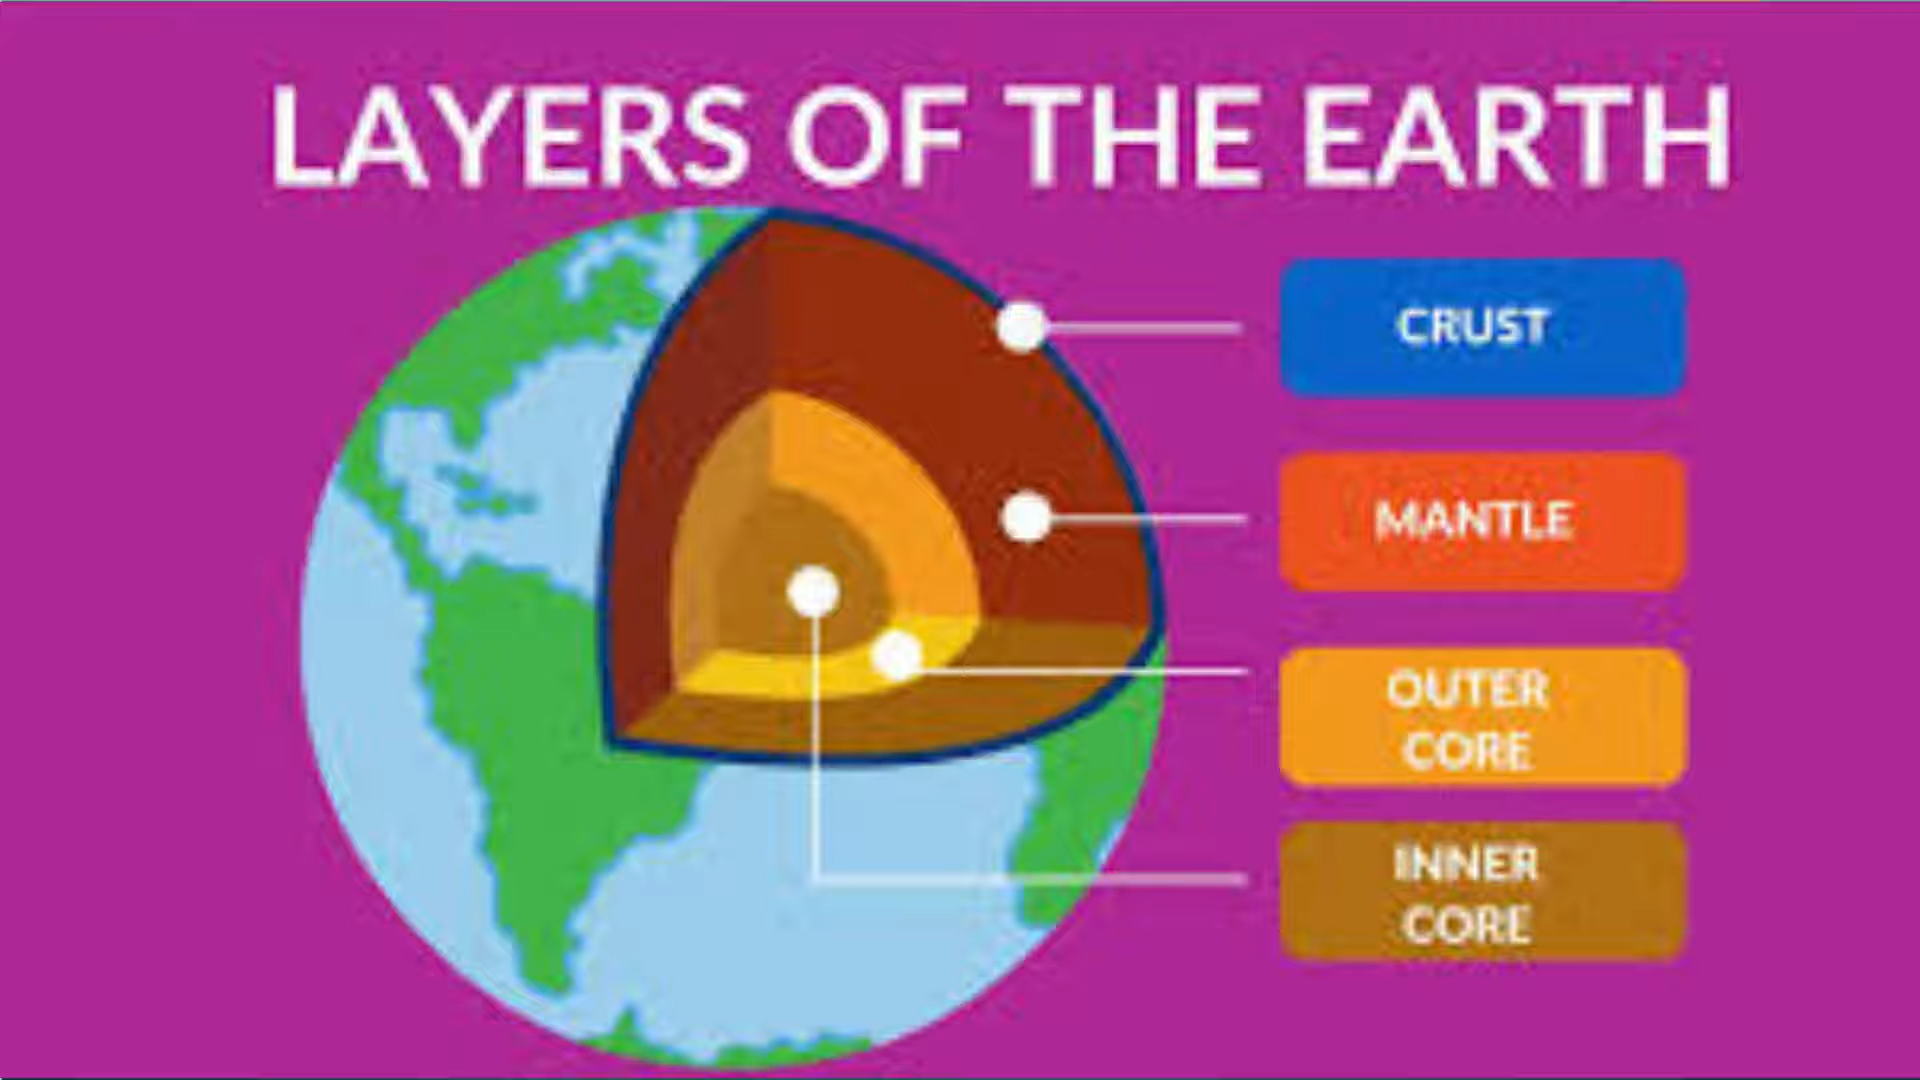 LAYERS OF THE EARTH
CRUST
MANTLE
OUTER
CORE
INNER
CORE